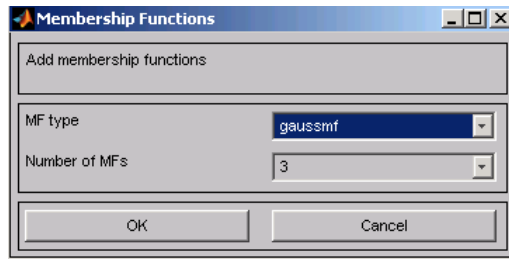 Membership Functions
Add membership functions
MF type
gaussmf
Number of MFs
3
OK
Cancel